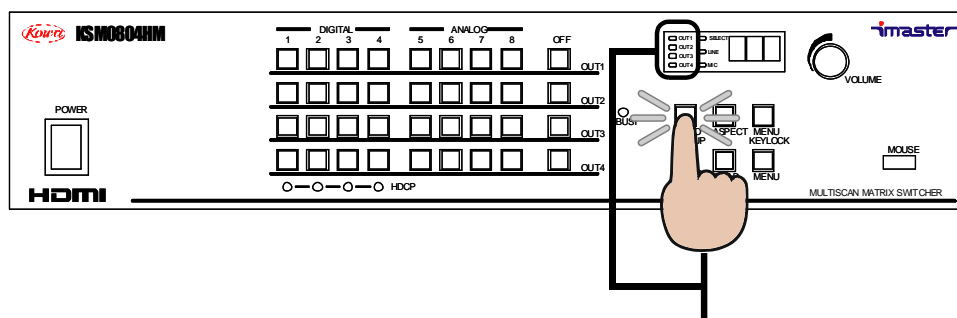 Kowa KSM0804HM
DIGITAL ANALOG
1 2 3 4 5 6 7 8 OFF
OUT1
OUT2
OUT3
OUT4
HDCP
POWER
HDMI
OUT1 SELECT
OUT2
OUT3 LINE
OUT4 MIC
imaster
VOLUME
ASPECT MENU
KEYLOCK
MENU
MOUSE
MULTISCAN MATRIX SWITCHER